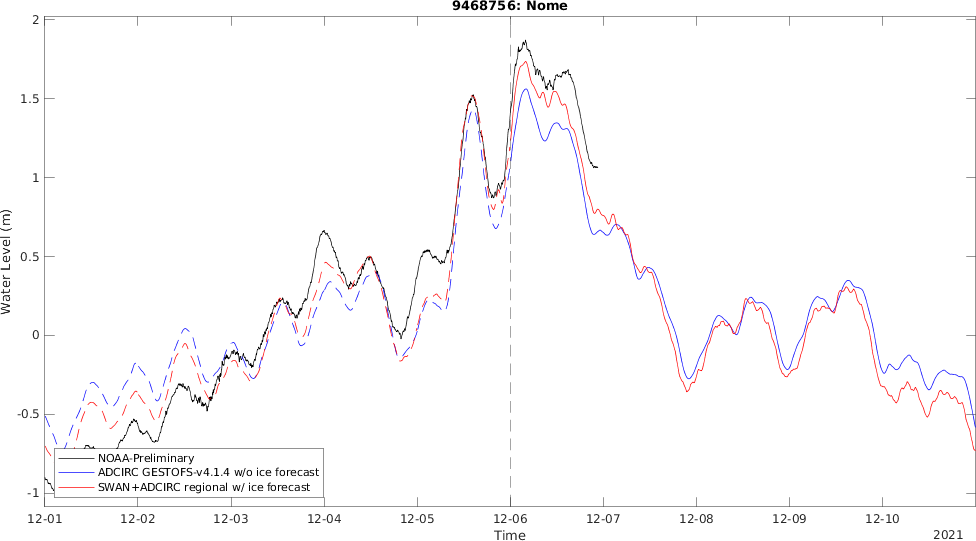 9468756: Nome
2
1.5
1
0.5
0
-0.5
-1
Water Level (m)
NOAA-Preliminary
ADCIRC GESTOFS-v4.1.4 w/o ice forecast
SWAN+ADCIRC regional w/ ice forecast
12-01 12-02 12-03 12-04 12-05 12-06 12-07 12-08 12-09 12-10
Time
2021